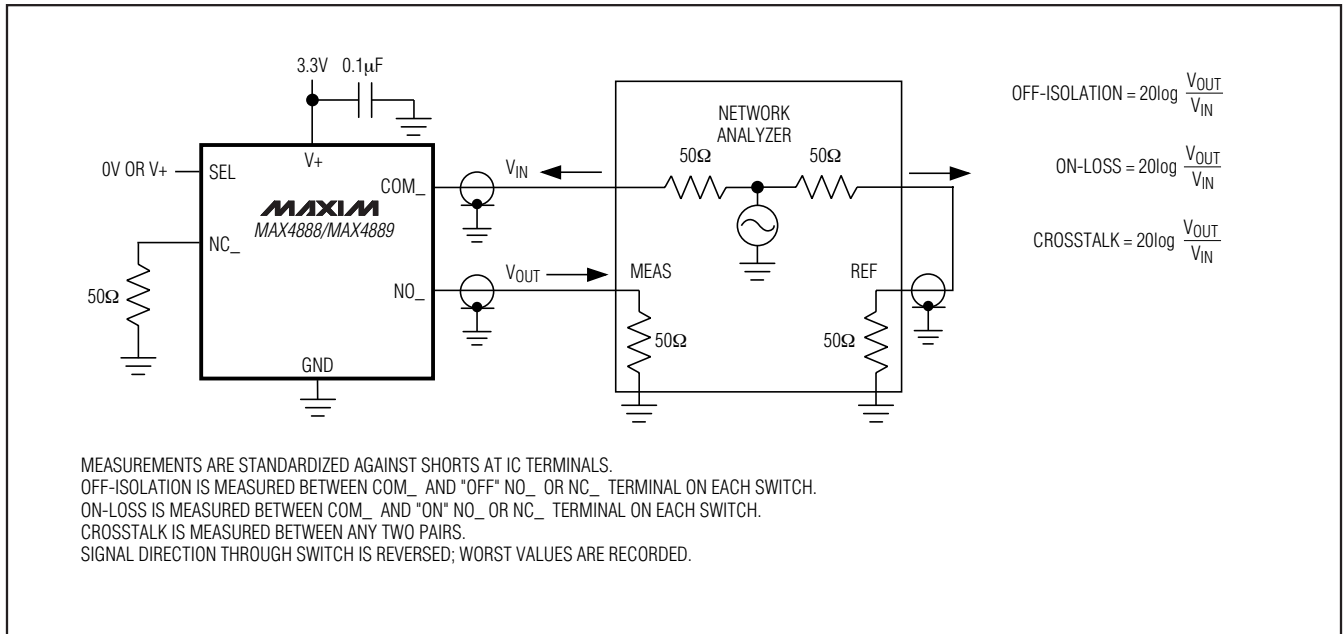 3.3V 0.1µF
0V OR V+
SEL
V+
COM_
MAXIM
MAX4888/MAX4889
NC_
NO_
GND
50Ω
VIN
VOUT
NETWORK
ANALYZER
50Ω 50Ω
MEAS REF
50Ω 50Ω
OFF-ISOLATION = 20log VOUT
VIN
ON-LOSS = 20log VOUT
VIN
CROSSTALK = 20log VOUT
VIN
MEASUREMENTS ARE STANDARDIZED AGAINST SHORTS AT IC TERMINALS.
OFF-ISOLATION IS MEASURED BETWEEN COM_ AND "OFF" NO_ OR NC_ TERMINAL ON EACH SWITCH.
ON-LOSS IS MEASURED BETWEEN COM_ AND "ON" NO_ OR NC_ TERMINAL ON EACH SWITCH.
CROSSTALK IS MEASURED BETWEEN ANY TWO PAIRS.
SIGNAL DIRECTION THROUGH SWITCH IS REVERSED; WORST VALUES ARE RECORDED.